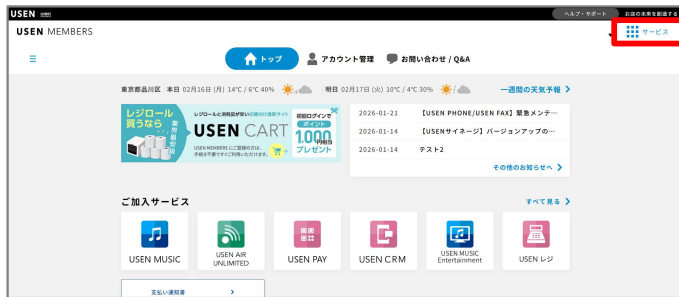 USEN
ヘルプ・サポート
お店の未来を創造する
USEN MEMBERS
サービス
トップ
アカウント管理
お問い合わせ / Q&A
東京都品川区 本日 02月16日 (月) 14℃ / 6℃ 40%
明日 02月17日 (火) 10℃ / 4℃ 30%
一週間の天気予報
レジロール
買うなら
業界最安級
レジロールと消耗品が安い店舗向け通販サイト
USEN CART
USEN MEMBERS にご登録の方は、
手続き不要ですぐご利用いただけます。
初回ログインで
ポイント
1,000円相当
プレゼント
2026-01-21 【USEN PHONE/USEN FAX】緊急メンテ…
2026-01-14 【USENサイネージ】バージョンアップの…
2026-01-14 テスト2
その他のお知らせへ
ご加入サービス
すべて見る
USEN MUSIC
USEN AIR
UNLIMITED
USEN PAY
USEN CRM
USEN MUSIC
Entertainment
USEN レジ
支払い通知書